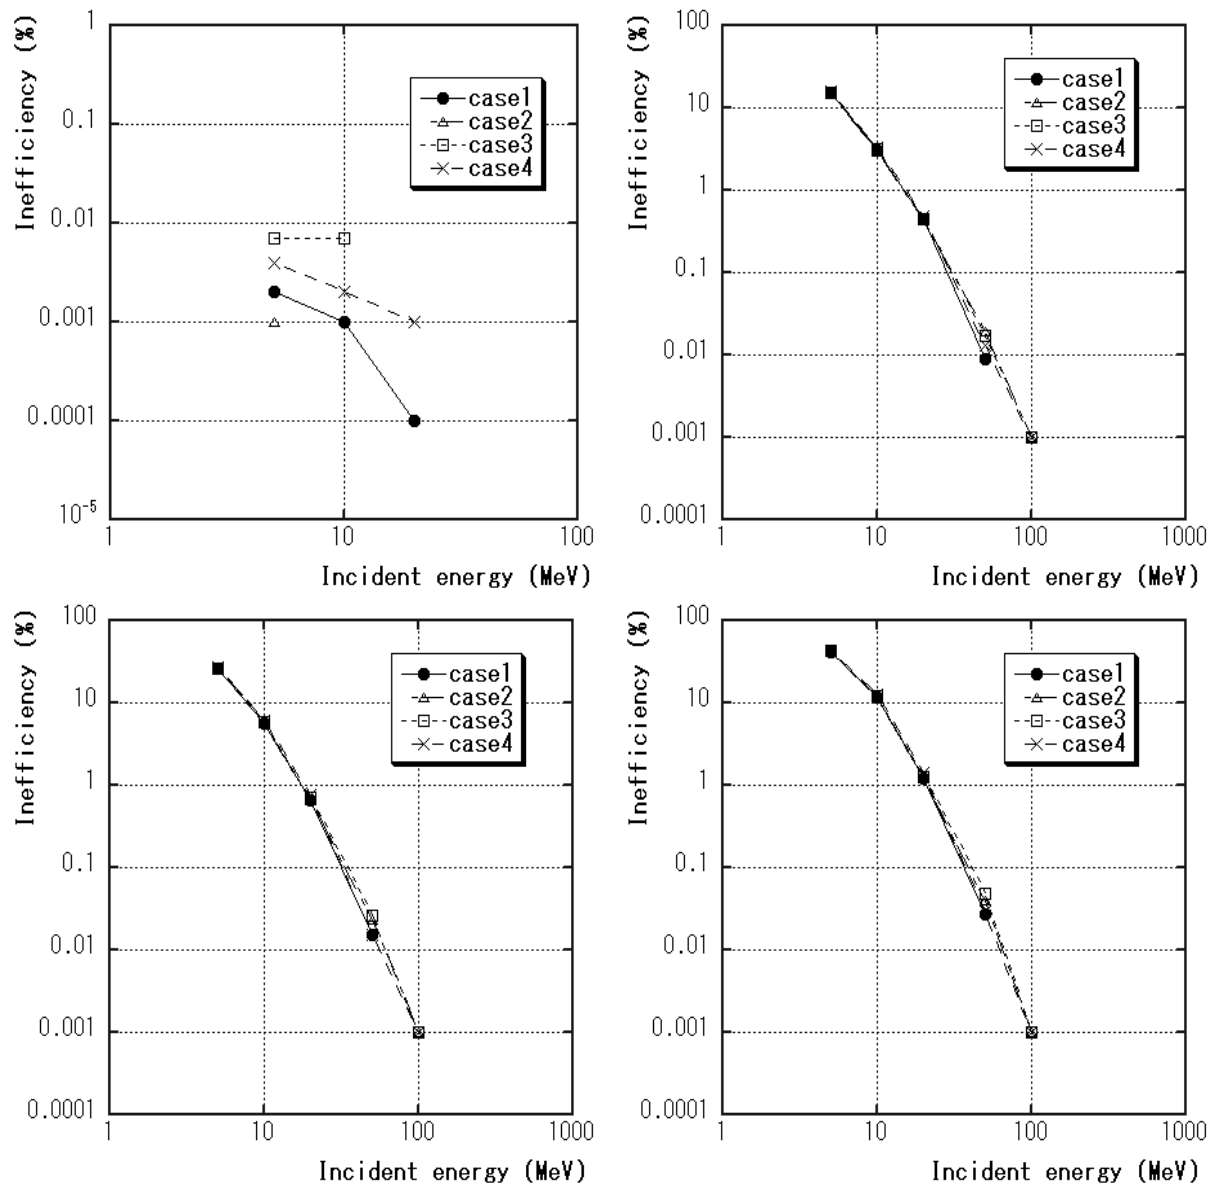 Inefficiency (%)
1
0.1
0.01
0.001
0.0001
10-5
1 10 100
Incident energy (MeV)
case1
case2
case3
case4
Inefficiency (%)
100
10
1
0.1
0.01
0.001
0.0001
1 10 100 1000
Incident energy (MeV)
case1
case2
case3
case4
Inefficiency (%)
100
10
1
0.1
0.01
0.001
0.0001
1 10 100 1000
Incident energy (MeV)
case1
case2
case3
case4
Inefficiency (%)
100
10
1
0.1
0.01
0.001
0.0001
1 10 100 1000
Incident energy (MeV)
case1
case2
case3
case4